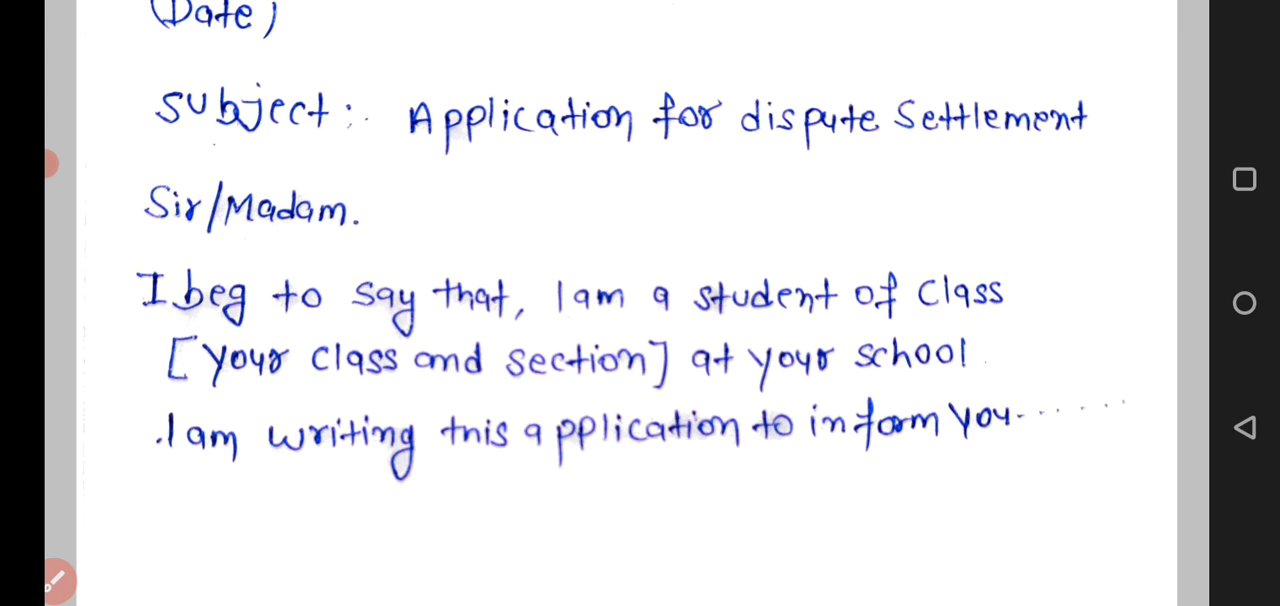 (Date)
Subject:. Application for dispute Settlement
Sir/Madam.
I beg to say that, I am a student of Class
[your class and section] at your school.
.I am writing this application to inform you.......